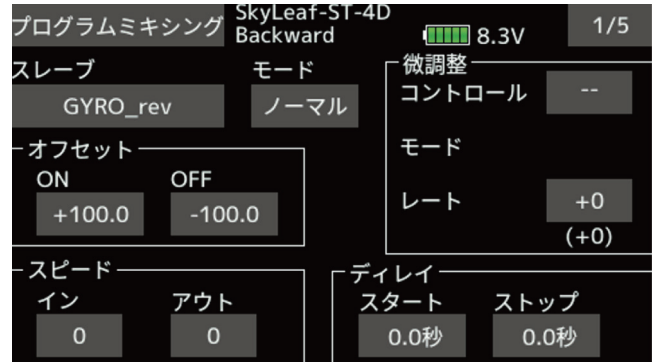 プログラムミキシング
SkyLeaf-ST-4D
Backward
8.3V
1/5
スレーブ
モード
GYRO_rev
ノーマル
微調整
コントロール
--
モード
レート
+0
(+0)
オフセット
ON
OFF
+100.0
-100.0
スピード
イン
アウト
0
0
ディレイ
スタート
ストップ
0.0秒
0.0秒